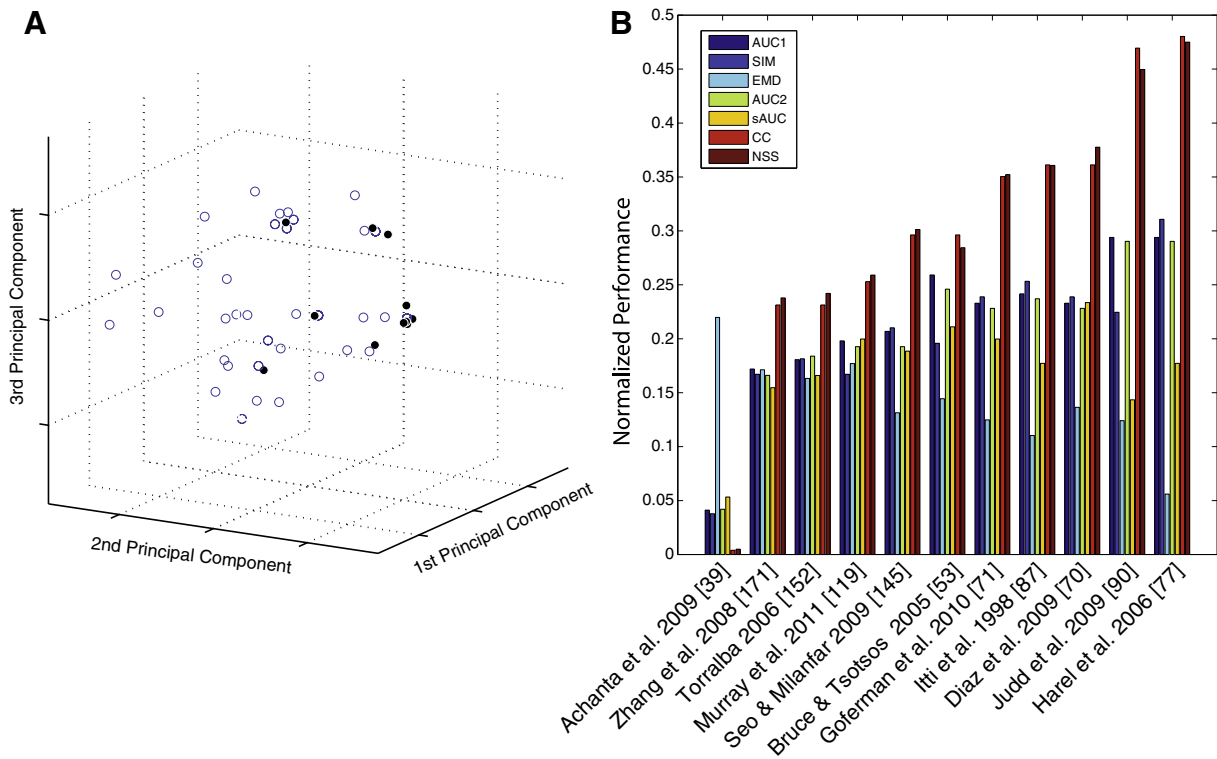 A
3rd Principal Component
2nd Principal Component
1st Principal Component
B
Normalized Performance
0.5
0.45
0.4
0.35
0.3
0.25
0.2
0.15
0.1
0.05
0
AUC1
SIM
EMD
AUC2
sAUC
CC
NSS
Achanta et al. 2009 [39]
Zhang et al. 2008 [171]
Torralba 2006 [152]
Murray et al. 2011 [119]
Seo & Milanfar 2009 [145]
Bruce & Tsotsos 2005 [53]
Goferman et al. 2010 [71]
Itti et al. 1998 [87]
Diaz et al. 2009 [70]
Judd et al. 2009 [90]
Harel et al. 2006 [77]